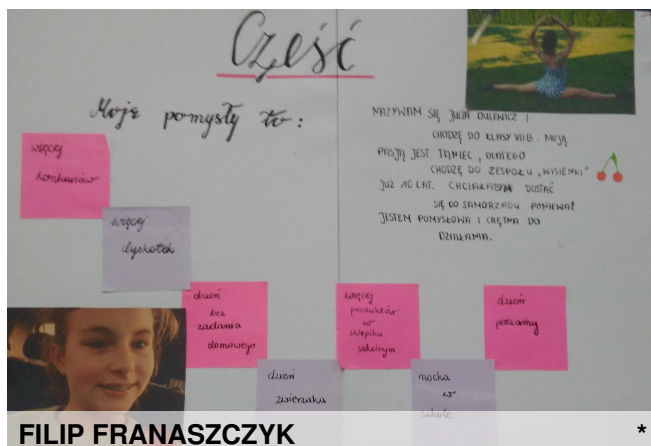 Cześć
Moje pomysły to:
więcej
konkursów
więcej
dyskotek
dzień
bez
zadania
domowego
dzień
zwierzaka
więcej
produktów
w
sklepiku
szkolnym
nocka
w
szkole
dzień
piżamy
NAZYWAM SIĘ JULIA DULEWICZ I
CHODZĘ DO KLASY VII B. MOJĄ
PASJĄ JEST TANIEC, DLATEGO
CHODZĘ DO ZESPOŁU „WISIENKI”
JUŻ 10 LAT. CHCIAŁABYM DOSTAĆ
SIĘ DO SAMORZĄDU PONIEWAŻ
JESTEM POMYSŁOWA I CHĘTNA DO
DZIAŁANIA.
FILIP FRANASZCZYK *